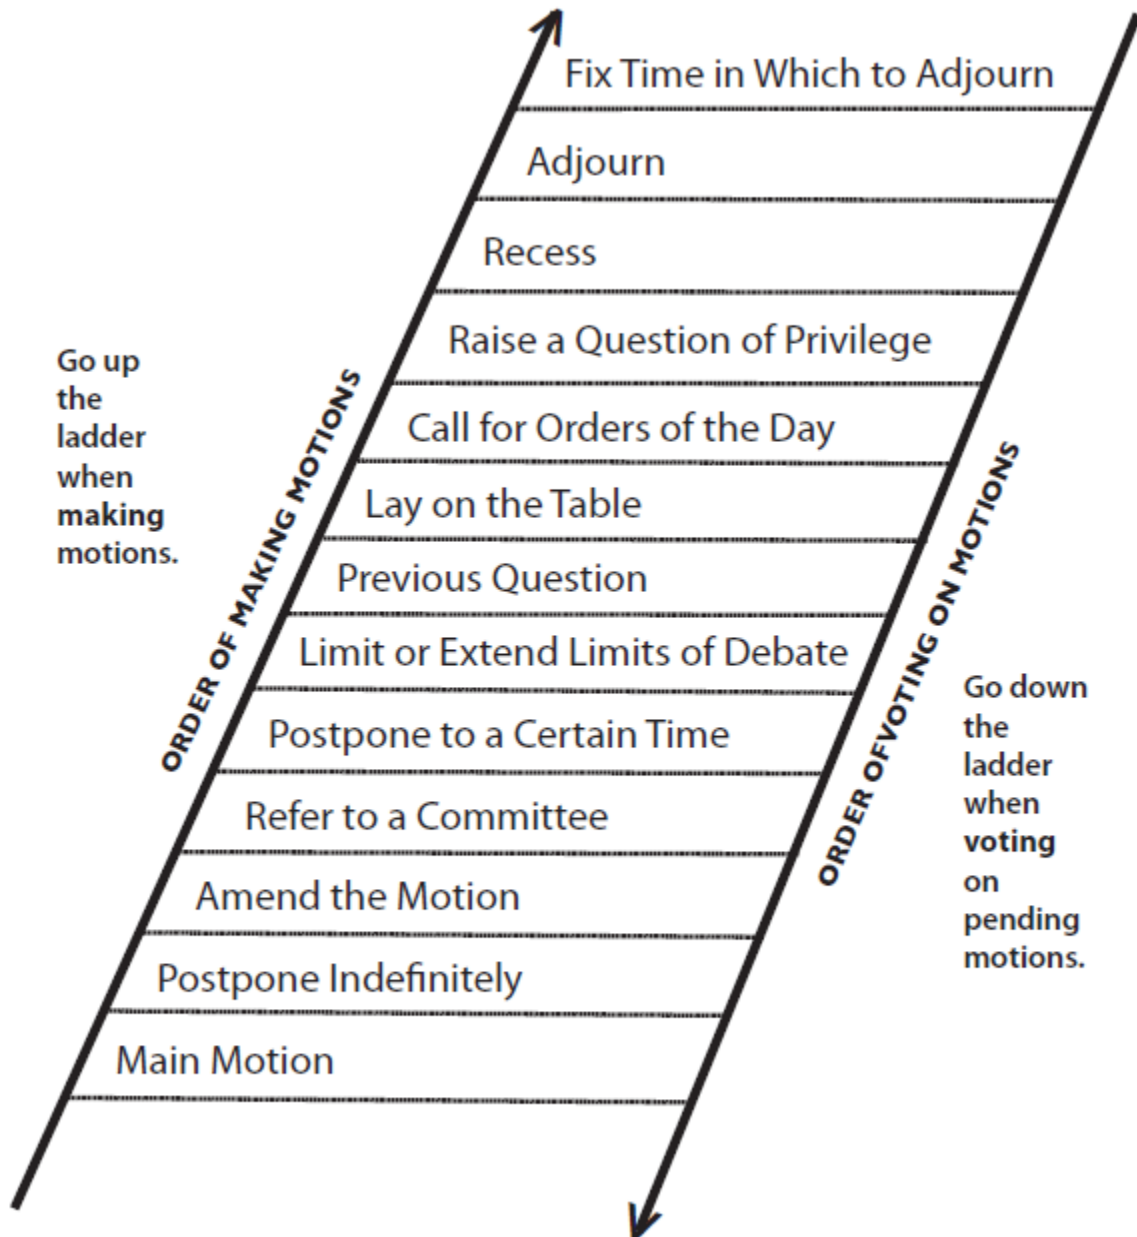 Fix Time in Which to Adjourn
Adjourn
Recess
Raise a Question of Privilege
Call for Orders of the Day
Lay on the Table
Previous Question
Limit or Extend Limits of Debate
Postpone to a Certain Time
Refer to a Committee
Amend the Motion
Postpone Indefinitely
Main Motion
Go up
the
ladder
when
making
motions.
ORDER OF MAKING MOTIONS
ORDER OFVOTING ON MOTIONS
Go down
the
ladder
when
voting
on
pending
motions.